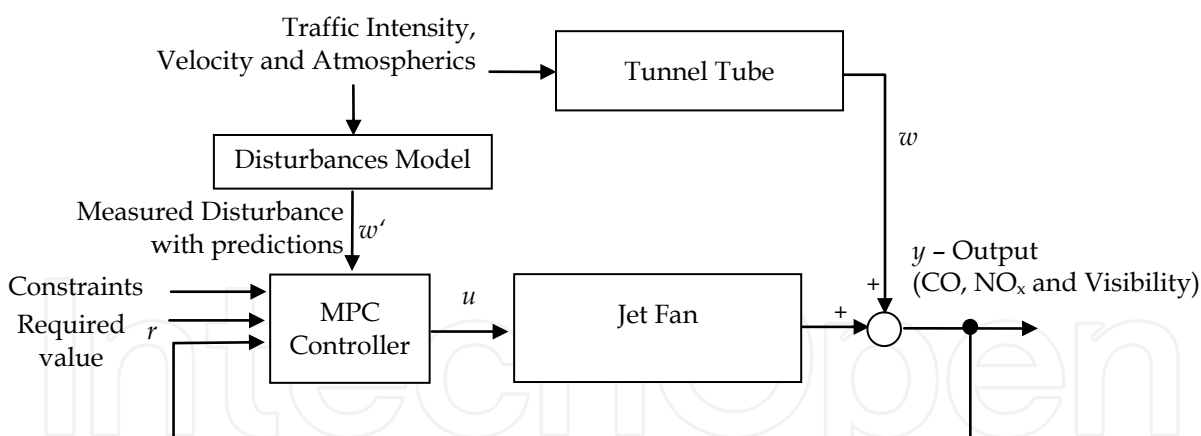 Traffic Intensity,
Velocity and Atmospherics
Tunnel Tube
w
Disturbances Model
Measured Disturbance
with predictions
w‘
y – Output
(CO, NOx and Visibility)
Constraints
Required
value
r
MPC
Controller
u
Jet Fan
+
+
IntechOpen